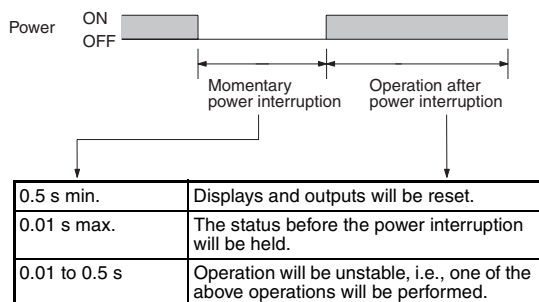 Power
ON
OFF
Momentary
power interruption
Operation after
power interruption
0.5 s min.
Displays and outputs will be reset.
0.01 s max.
The status before the power interruption
will be held.
0.01 to 0.5 s
Operation will be unstable, i.e., one of the
above operations will be performed.